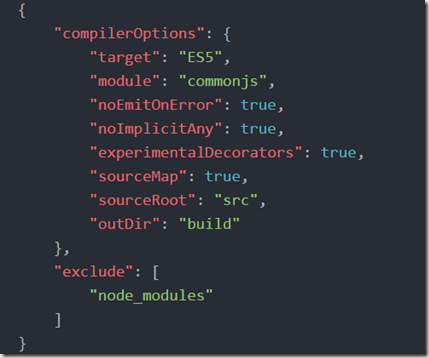 {
    "compilerOptions": {
        "target": "ES5",
        "module": "commonjs",
        "noEmitOnError": true,
        "noImplicitAny": true,
        "experimentalDecorators": true,
        "sourceMap": true,
        "sourceRoot": "src",
        "outDir": "build"
    },
    "exclude": [
        "node_modules"
    ]
}